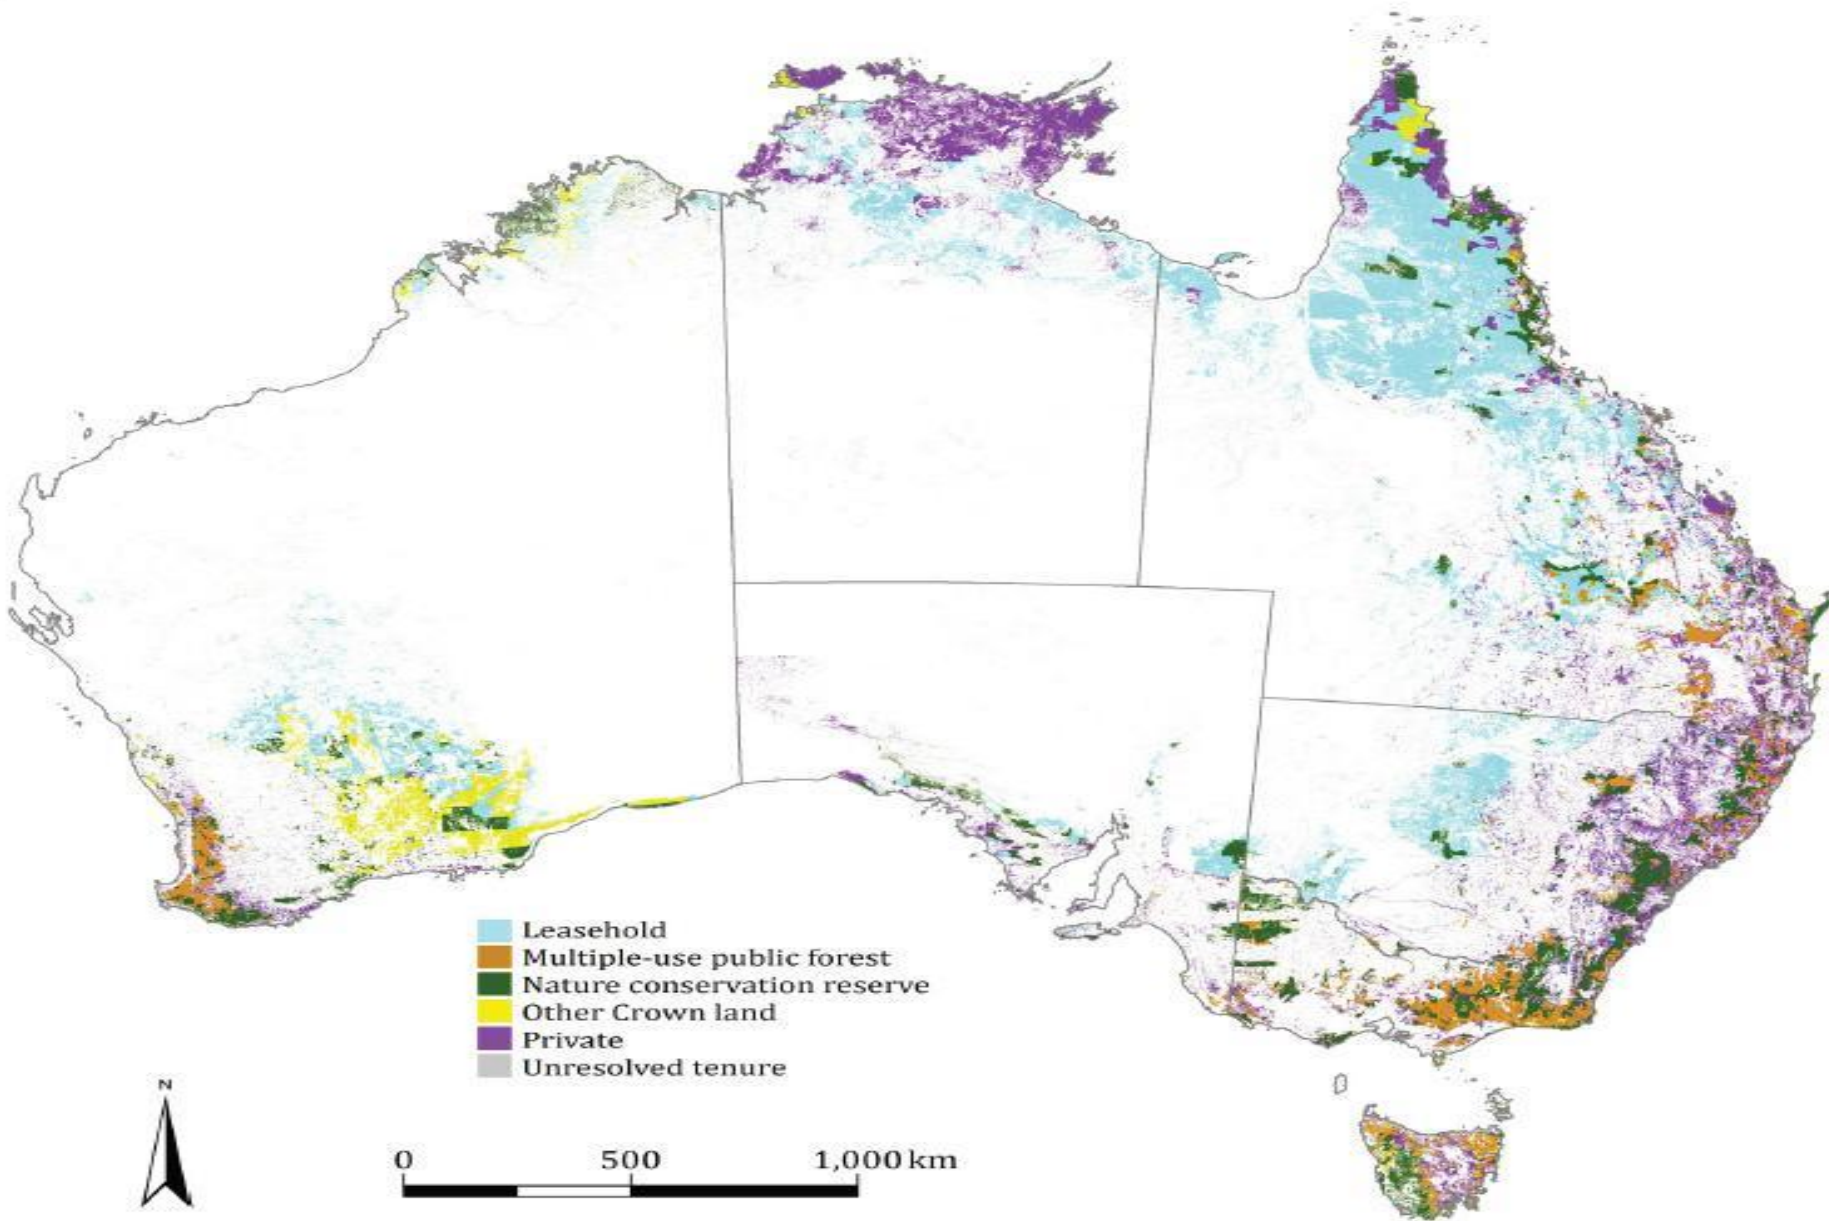 Leasehold
Multiple-use public forest
Nature conservation reserve
Other Crown land
Private
Unresolved tenure
N
0 500 1,000 km